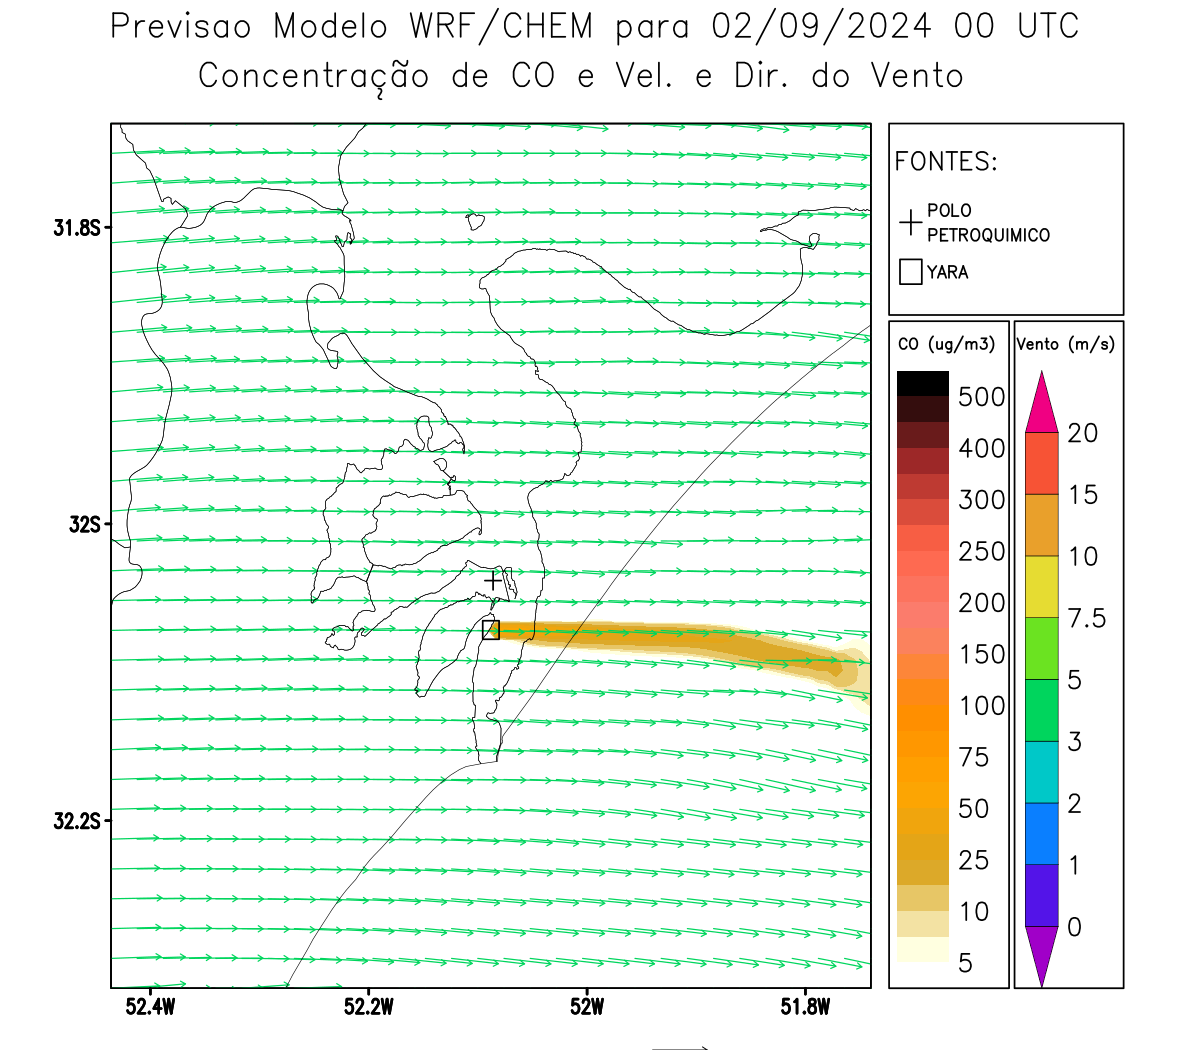 Previsao Modelo WRF/CHEM para 02/09/2024 00 UTC
Concentração de CO e Vel. e Dir. do Vento
FONTES:
POLO
PETROQUIMICO
YARA
31.8S
32S
32.2S
52.4W
52.2W
52W
51.8W
CO (ug/m3)
500
400
300
250
200
150
100
75
50
25
10
5
Vento (m/s)
20
15
10
7.5
5
3
2
1
0